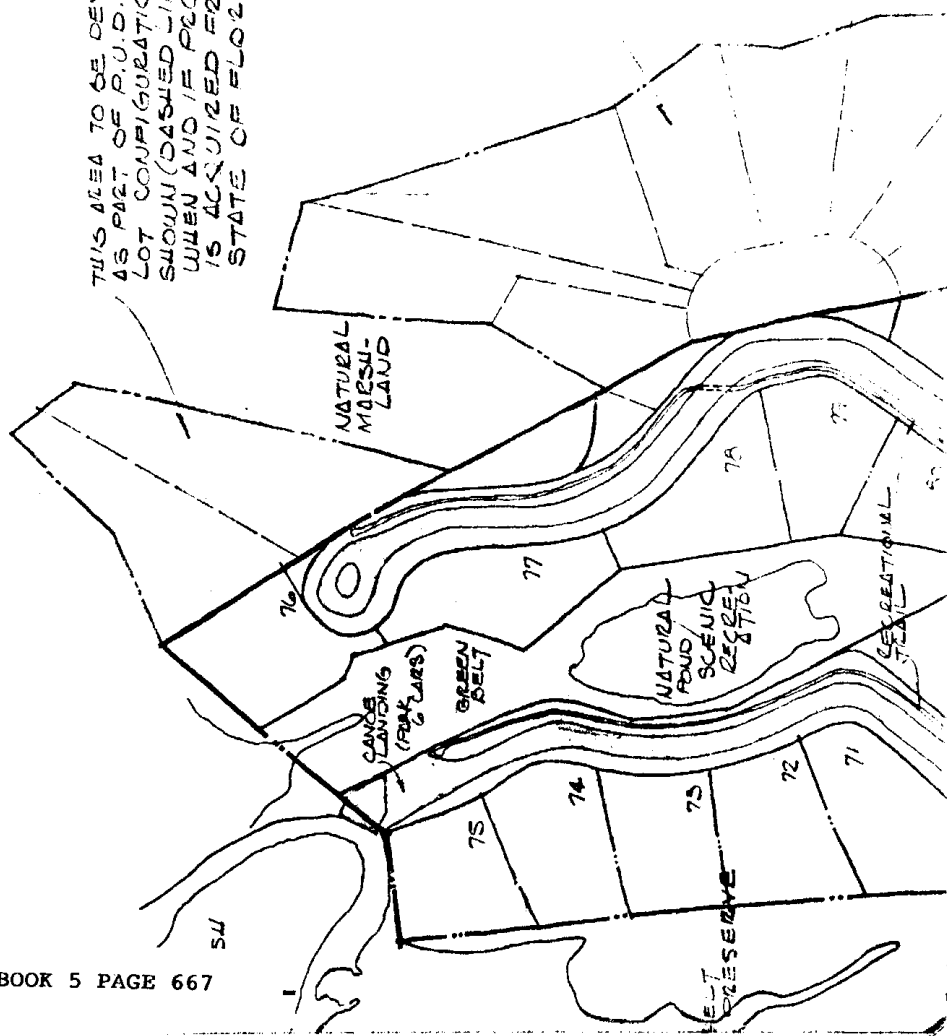 THIS AREA TO BE DEV
AS PART OF P.U.D.
LOT CONFIGURATIO
SHOWN (DASHED LI
WHEN AND IF PRO
IS ACQUIRED FR
STATE OF FLOR
NATURAL
MARSH-
LAND
76
77
78
79
80
CANOE
LANDING
(PARK
6 CARS)
GREEN
BELT
NATURAL
POND
SCENIC
RECRE-
ATION
RECREATIONAL
TRAIL
75
74
73
72
71
ELT
PRESERVE
BOOK 5 PAGE 667